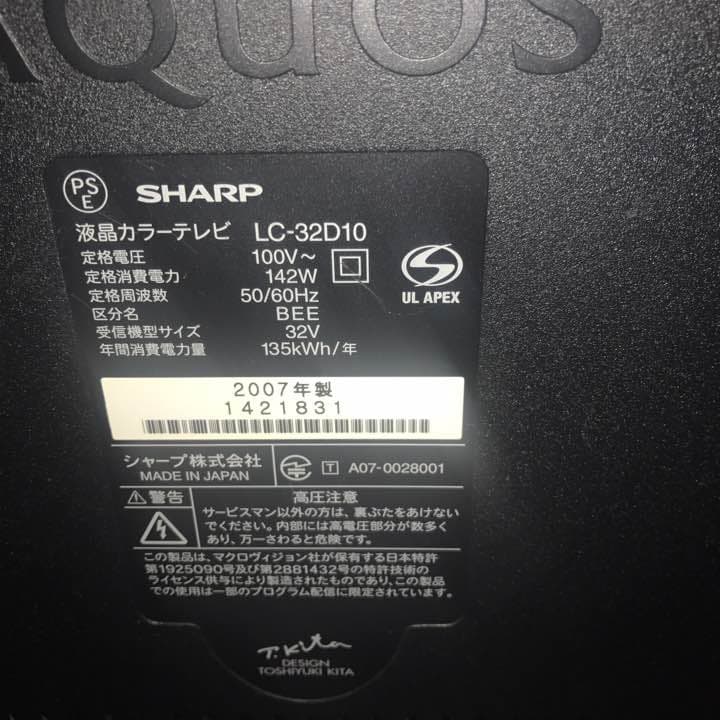 AQUOS
PS
E
SHARP
液晶カラーテレビ LC-32D10
定格電圧 100V～
定格消費電力 142W
定格周波数 50/60Hz
区分名 BEE
受信機型サイズ 32V
年間消費電力量 135kWh/年
UL APEX
2007年製
1421831
シャープ株式会社
MADE IN JAPAN
T A07-0028001
警告 高圧注意
サービスマン以外の方は、裏ぶたをあけない
でください。内部には高電圧部分が数多く
あり、万一さわると危険です。
この製品は、マクロヴィジョン社が保有する日本特許
第1925090号及び第2881432号の特許技術の
ライセンス供与により製造されたものであり、この製品
での使用は一部のプログラム配信に限定されています。
T.Kita
DESIGN
TOSHIYUKI KITA